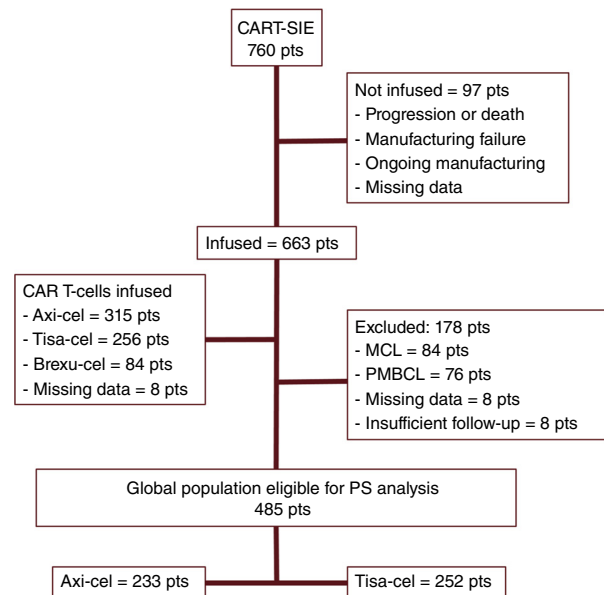 CART-SIE
760 pts
Not infused = 97 pts
- Progression or death
- Manufacturing failure
- Ongoing manufacturing
- Missing data
Infused = 663 pts
CAR T-cells infused
- Axi-cel = 315 pts
- Tisa-cel = 256 pts
- Brexu-cel = 84 pts
- Missing data = 8 pts
Excluded: 178 pts
- MCL = 84 pts
- PMBCL = 76 pts
- Missing data = 8 pts
- Insufficient follow-up = 8 pts
Global population eligible for PS analysis
485 pts
Axi-cel = 233 pts
Tisa-cel = 252 pts